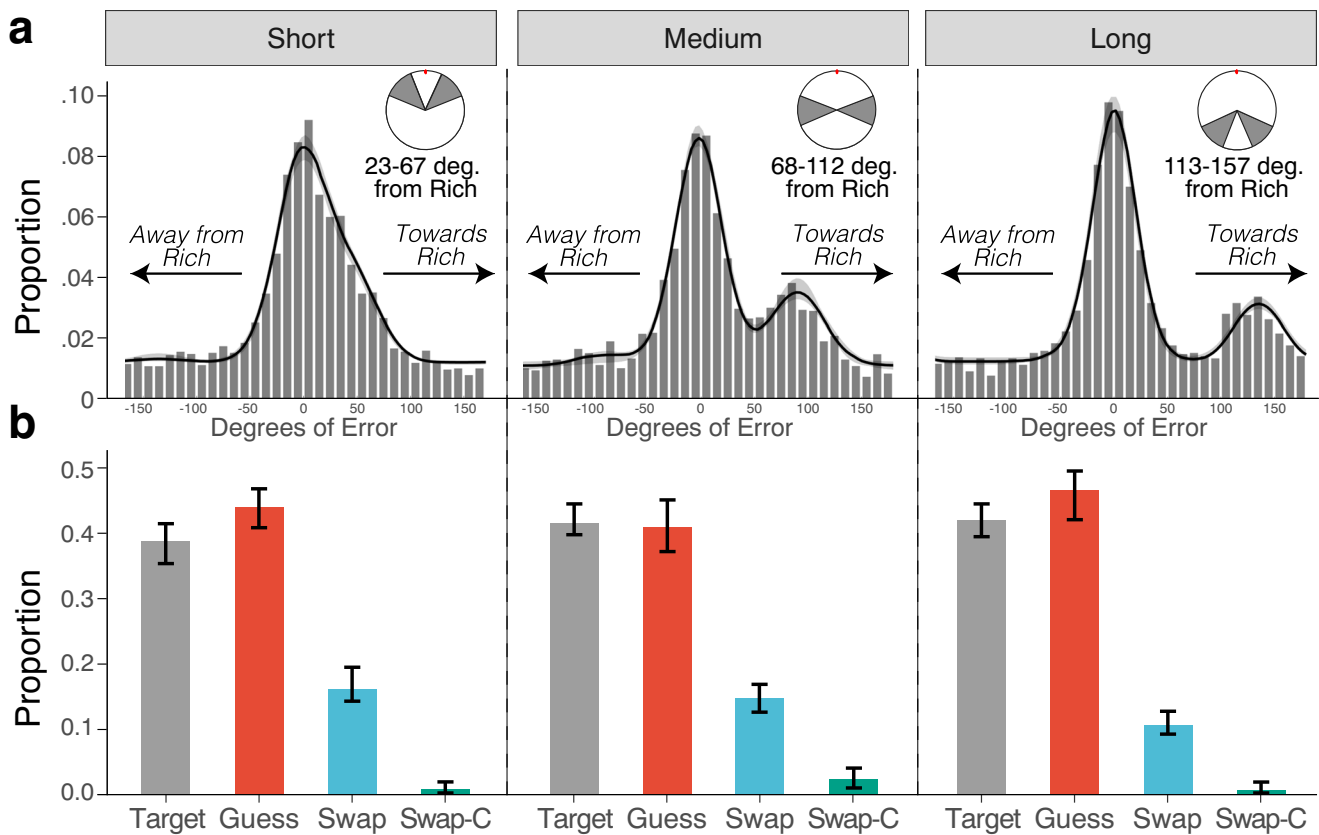 a
Short
Medium
Long
.10
.08
.06
.04
.02
0
Proportion
23-67 deg.
from Rich
Away from
Rich
Towards
Rich
-150 -100 -50 0 50 100 150
Degrees of Error
68-112 deg.
from Rich
Away from
Rich
Towards
Rich
-150 -100 -50 0 50 100 150
Degrees of Error
113-157 deg.
from Rich
Away from
Rich
Towards
Rich
-150 -100 -50 0 50 100 150
Degrees of Error
b
0.5
0.4
0.3
0.2
0.1
0.0
Proportion
Target Guess Swap Swap-C
Target Guess Swap Swap-C
Target Guess Swap Swap-C